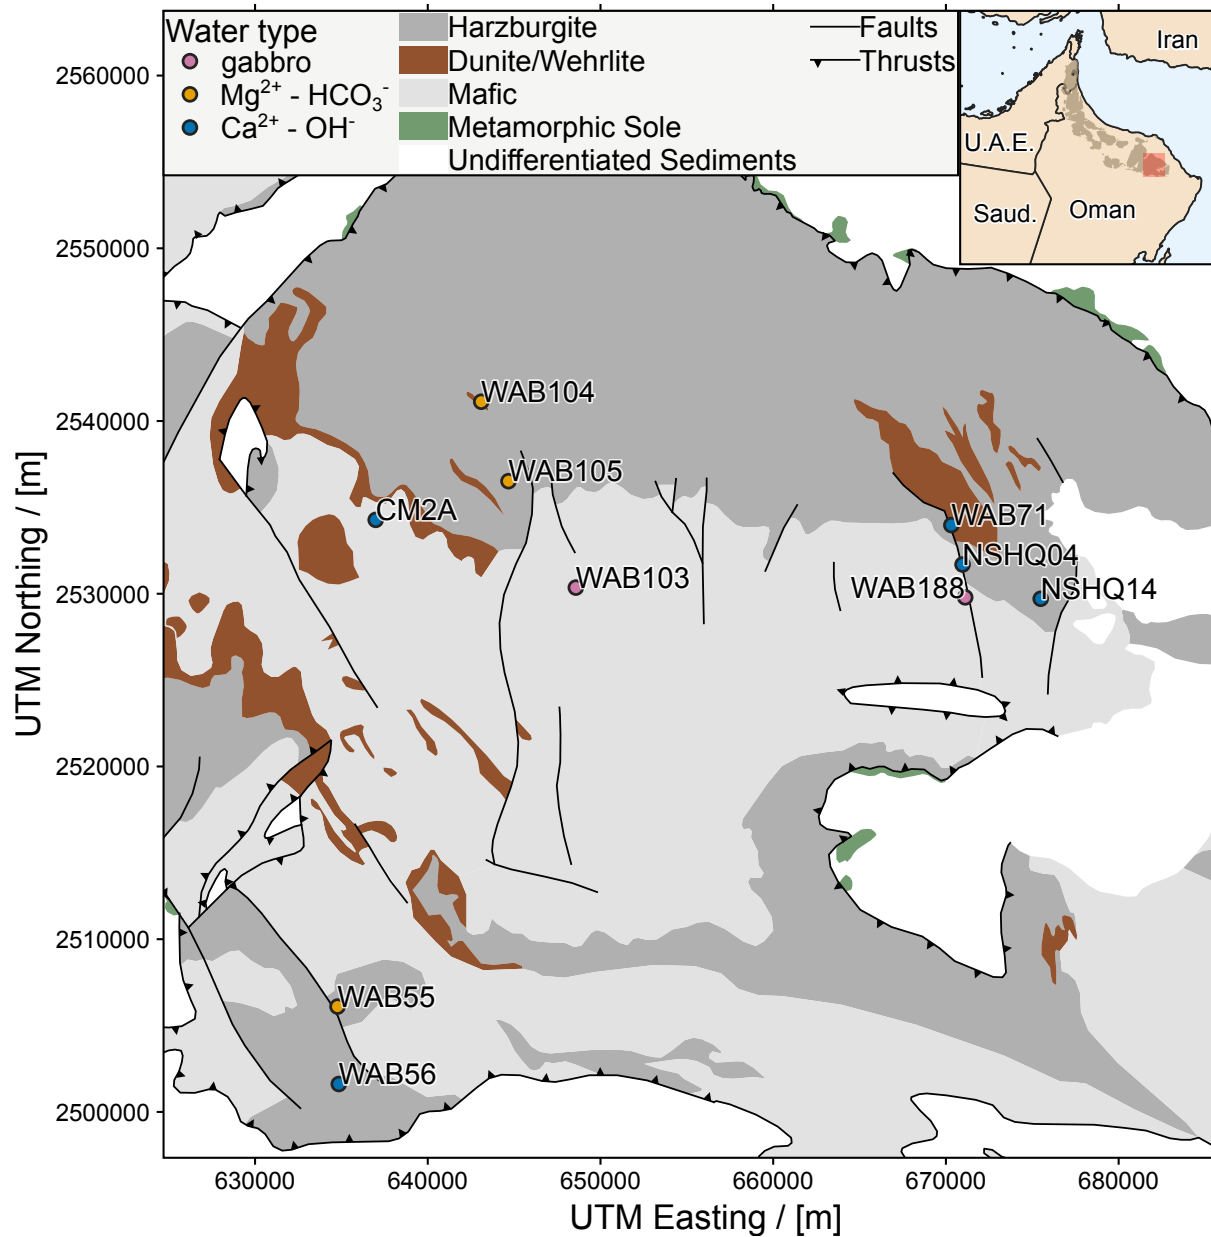 Water type
gabbro
Mg²⁺ - HCO₃⁻
Ca²⁺ - OH⁻
Harzburgite
Dunite/Wehrlite
Mafic
Metamorphic Sole
Undifferentiated Sediments
Faults
Thrusts
Iran
U.A.E.
Saud.
Oman
2560000
2550000
2540000
2530000
2520000
2510000
2500000
UTM Northing / [m]
WAB104
WAB105
CM2A
WAB71
NSHQ04
WAB103
WAB188
NSHQ14
WAB55
WAB56
630000
640000
650000
660000
670000
680000
UTM Easting / [m]